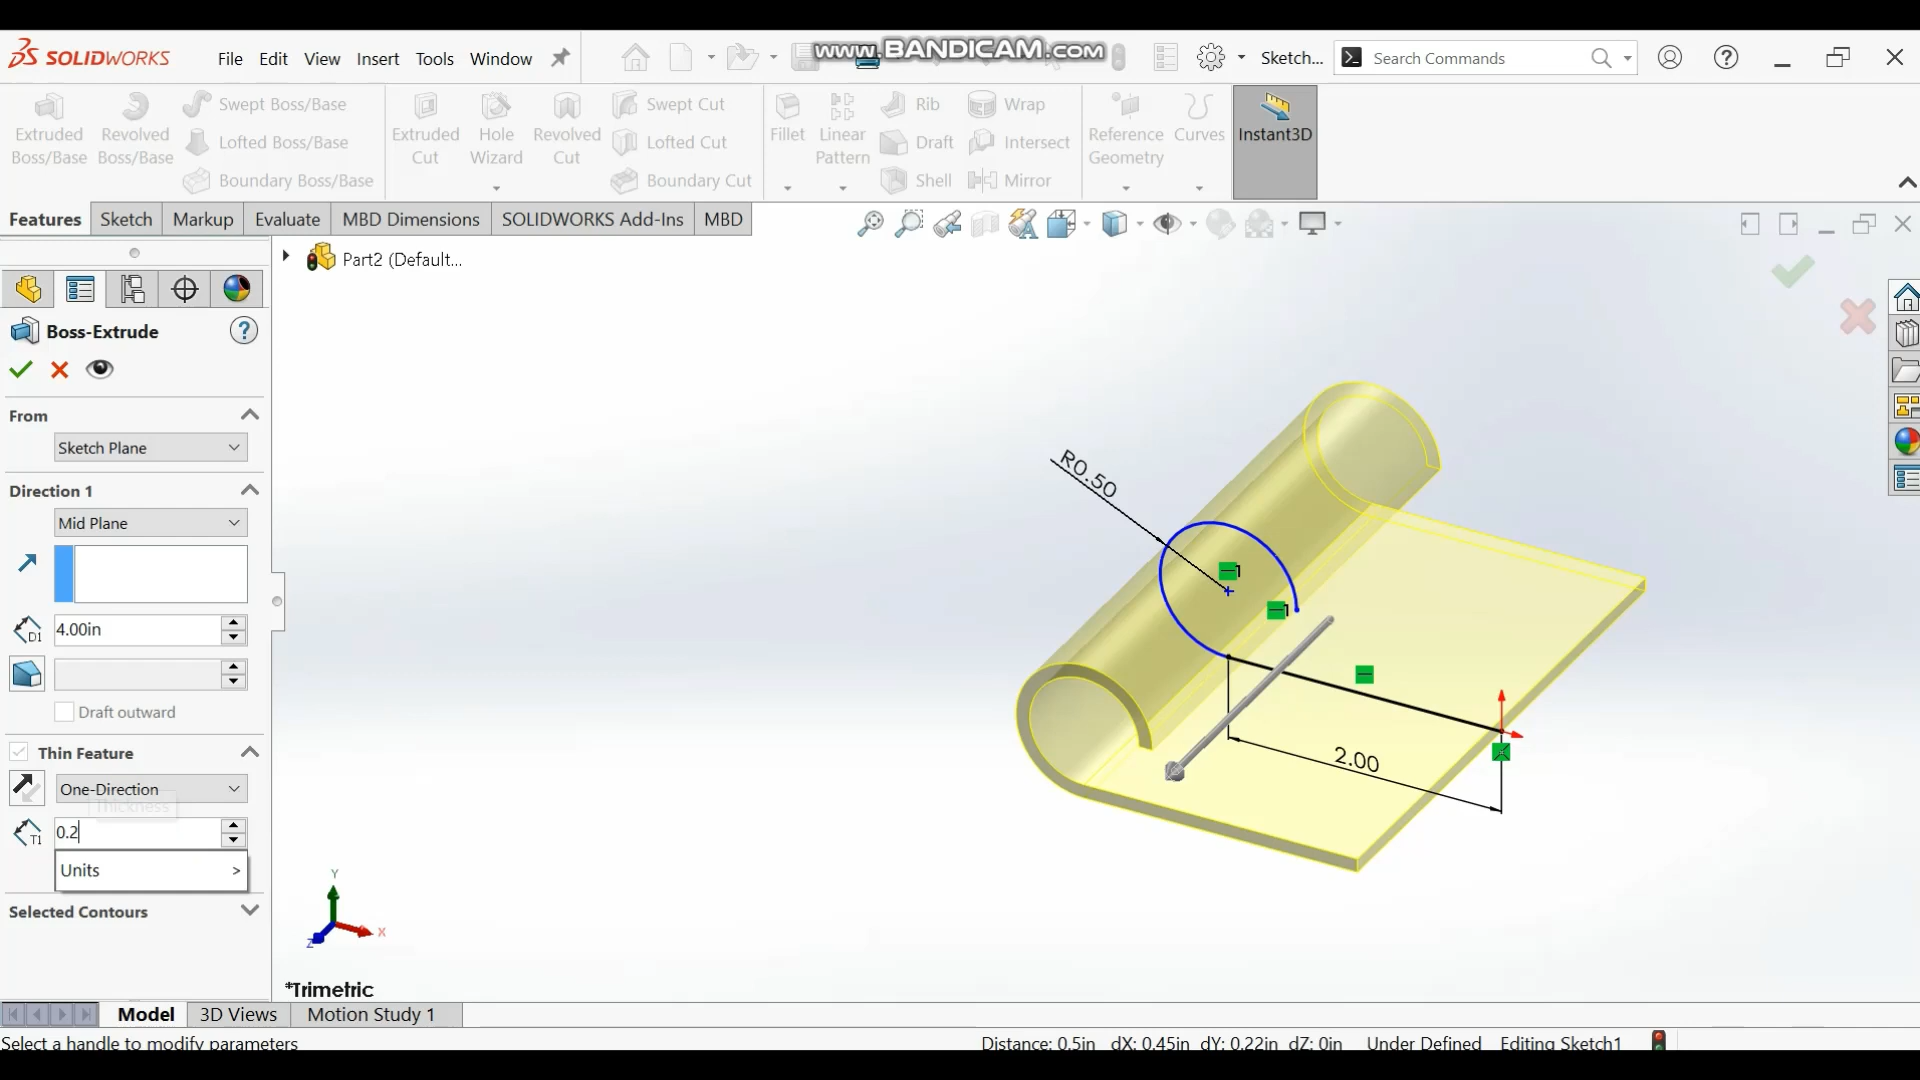 SOLIDWORKS File Edit View Insert Tools Window www.BANDICAM.com Sketch... Search Commands
Extruded Boss/Base
Revolved Boss/Base
Swept Boss/Base
Lofted Boss/Base
Boundary Boss/Base
Extruded Cut
Hole Wizard
Revolved Cut
Swept Cut
Lofted Cut
Boundary Cut
Fillet
Linear Pattern
Rib
Draft
Shell
Wrap
Intersect
Mirror
Reference Geometry
Curves
Instant3D
Features Sketch Markup Evaluate MBD Dimensions SOLIDWORKS Add-Ins MBD
Part2 (Default...
Boss-Extrude
From
Sketch Plane
Direction 1
Mid Plane
D1 4.00in
Draft outward
Thin Feature
One-Direction
Thickness
T1 0.2
Units >
Selected Contours
R0.50
1
1
2.00
Y
X
Z
*Trimetric
Model 3D Views Motion Study 1
Select a handle to modify parameters Distance: 0.5in dX: 0.45in dY: 0.22in dZ: 0in Under Defined Editing Sketch1